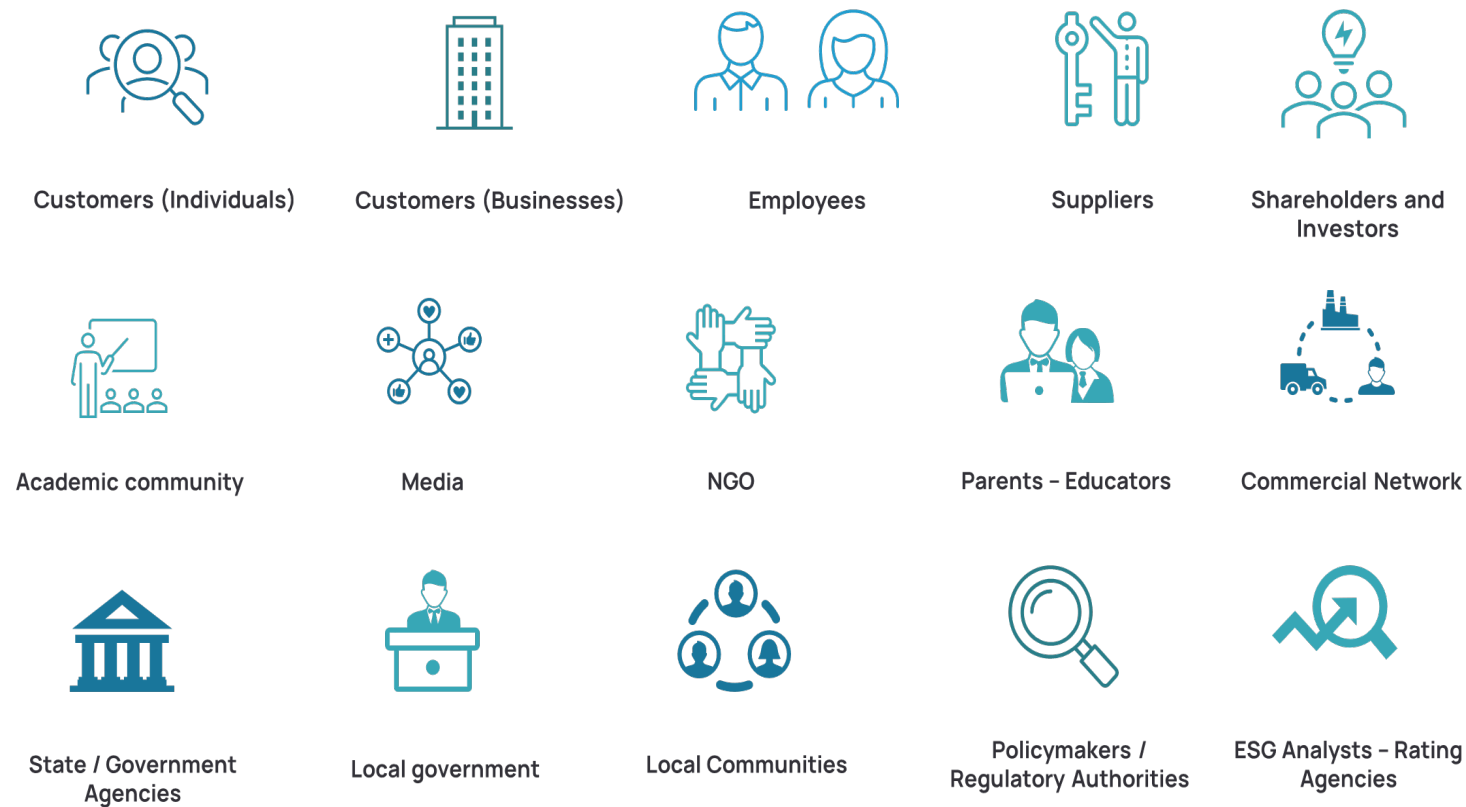 Customers (Individuals)
Customers (Businesses)
Employees
Suppliers
Shareholders and
Investors
Academic community
Media
NGO
Parents – Educators
Commercial Network
State / Government
Agencies
Local government
Local Communities
Policymakers /
Regulatory Authorities
ESG Analysts – Rating
Agencies